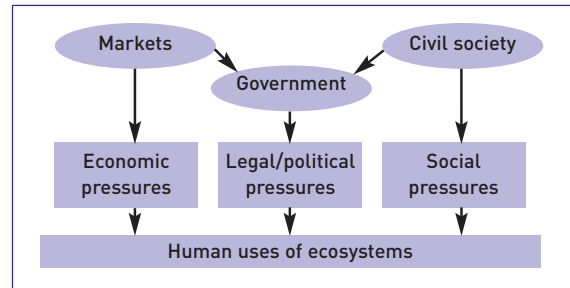 Markets
Civil society
Government
Economic
pressures
Legal/political
pressures
Social
pressures
Human uses of ecosystems